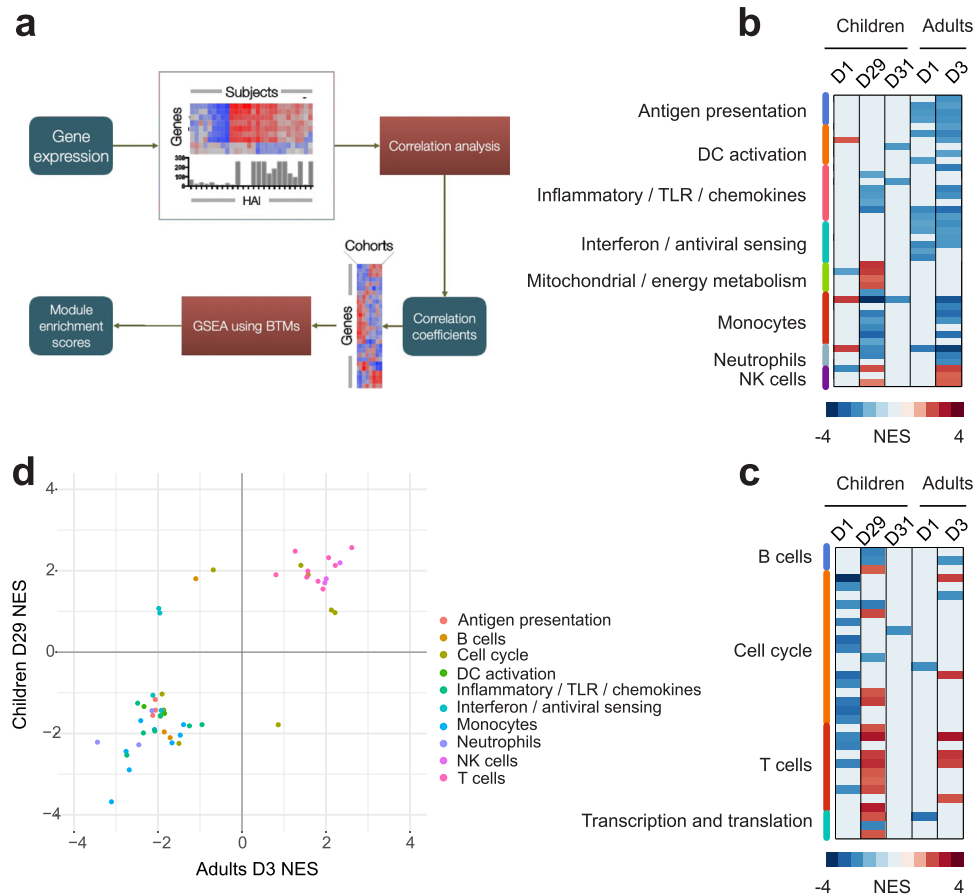 a
Gene
expression
Subjects
Genes
300
200
100
0
HAI
Correlation analysis
Cohorts
Genes
Correlation
coefficients
GSEA using BTMs
Module
enrichment
scores
b
Children
Adults
D1
D29
D31
D1
D3
Antigen presentation
DC activation
Inflammatory / TLR / chemokines
Interferon / antiviral sensing
Mitochondrial / energy metabolism
Monocytes
Neutrophils
NK cells
-4
NES
4
d
Children D29 NES
4
2
0
−2
−4
−4
−2
0
2
4
Adults D3 NES
Antigen presentation
B cells
Cell cycle
DC activation
Inflammatory / TLR / chemokines
Interferon / antiviral sensing
Monocytes
Neutrophils
NK cells
T cells
c
Children
Adults
D1
D29
D31
D1
D3
B cells
Cell cycle
T cells
Transcription and translation
-4
NES
4